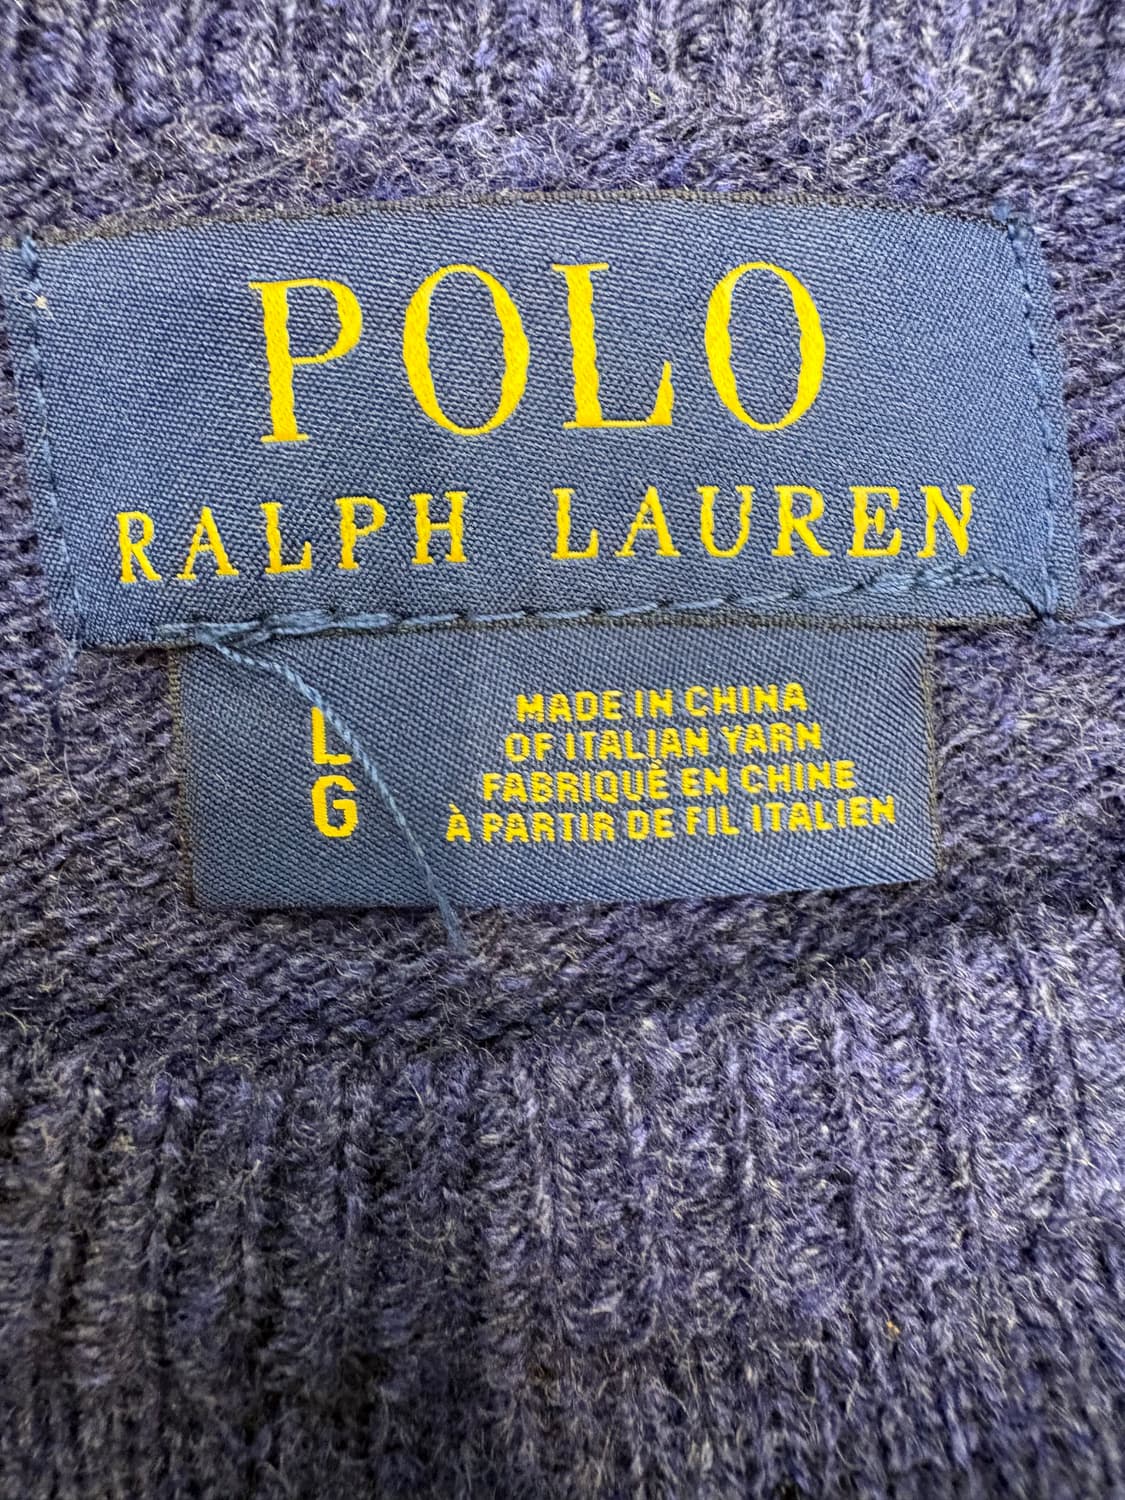 POLO
RALPH LAUREN
L
G
MADE IN CHINA
OF ITALIAN YARN
FABRIQUÉ EN CHINE
À PARTIR DE FIL ITALIEN